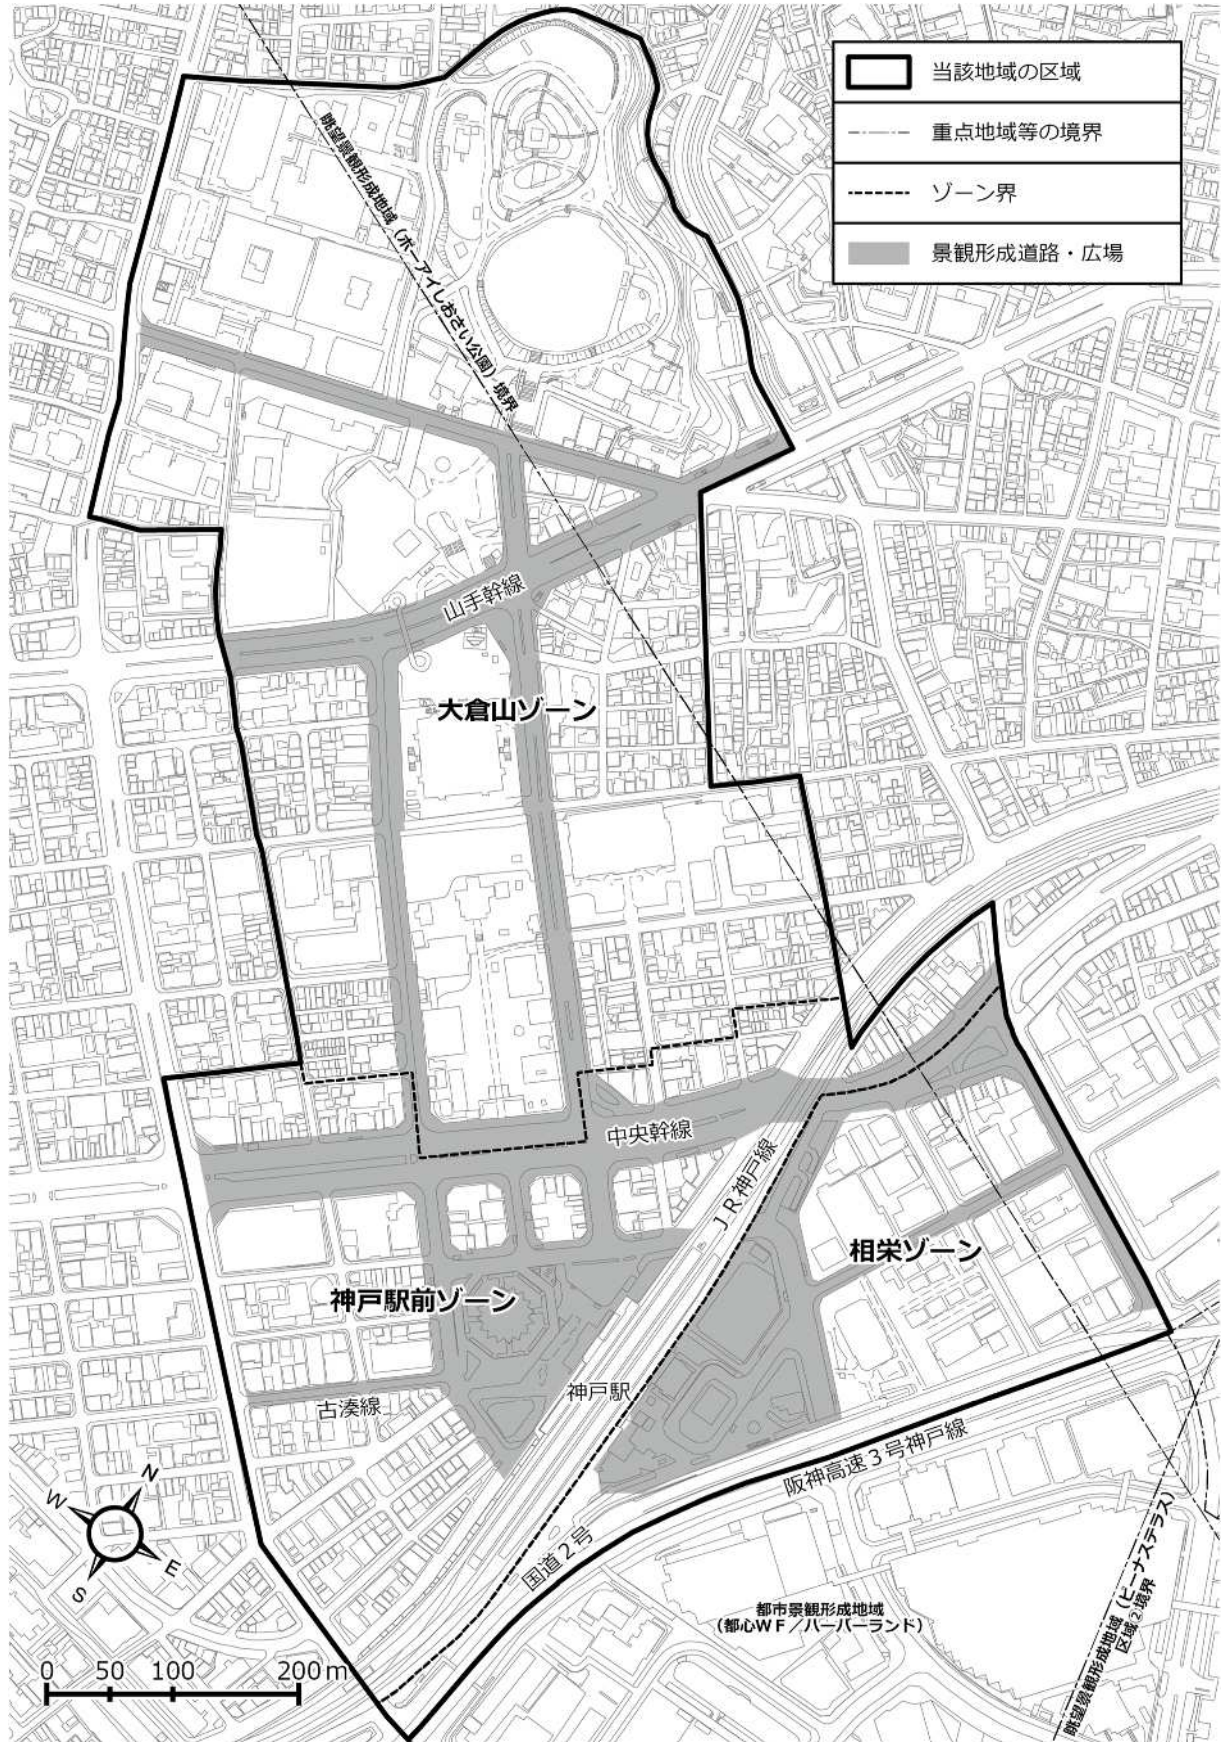 当該地域の区域
重点地域等の境界
ゾーン界
景観形成道路・広場
眺望景観形成地域（ポーアイしおさい公園）境界
山手幹線
大倉山ゾーン
中央幹線
ＪＲ神戸線
相栄ゾーン
神戸駅前ゾーン
神戸駅
古湊線
阪神高速３号神戸線
国道２号
N
W
E
S
都市景観形成地域
（都心ＷＦ／ハーバーランド）
眺望景観形成地域（ビーナステラス）
区域②境界
0 50 100 200m